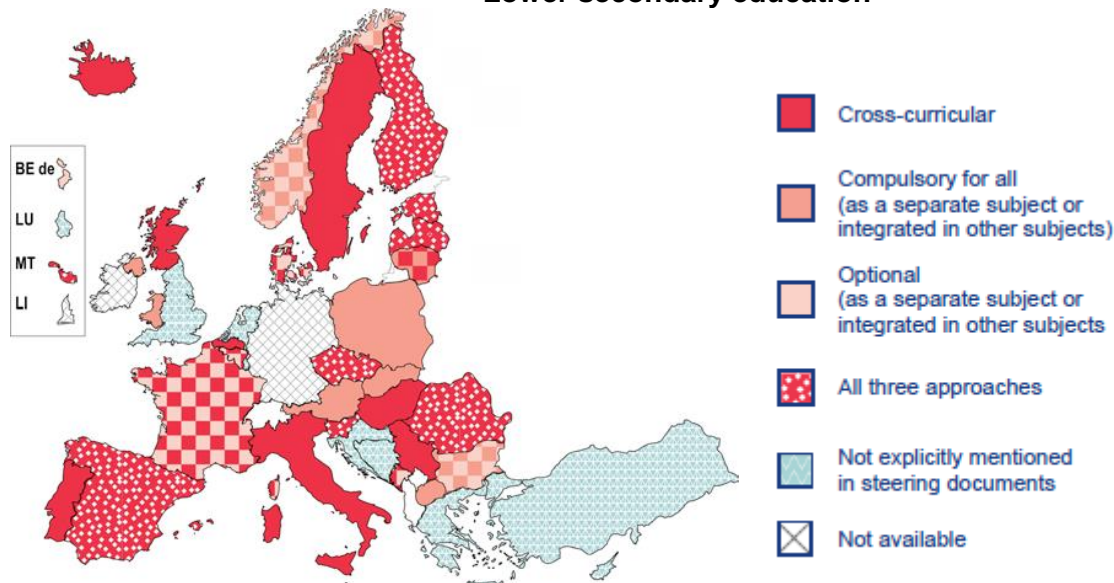 Lower secondary education
BE de
LU
MT
LI
Cross-curricular
Compulsory for all
(as a separate subject or
integrated in other subjects)
Optional
(as a separate subject or
integrated in other subjects
All three approaches
Not explicitly mentioned
in steering documents
Not available